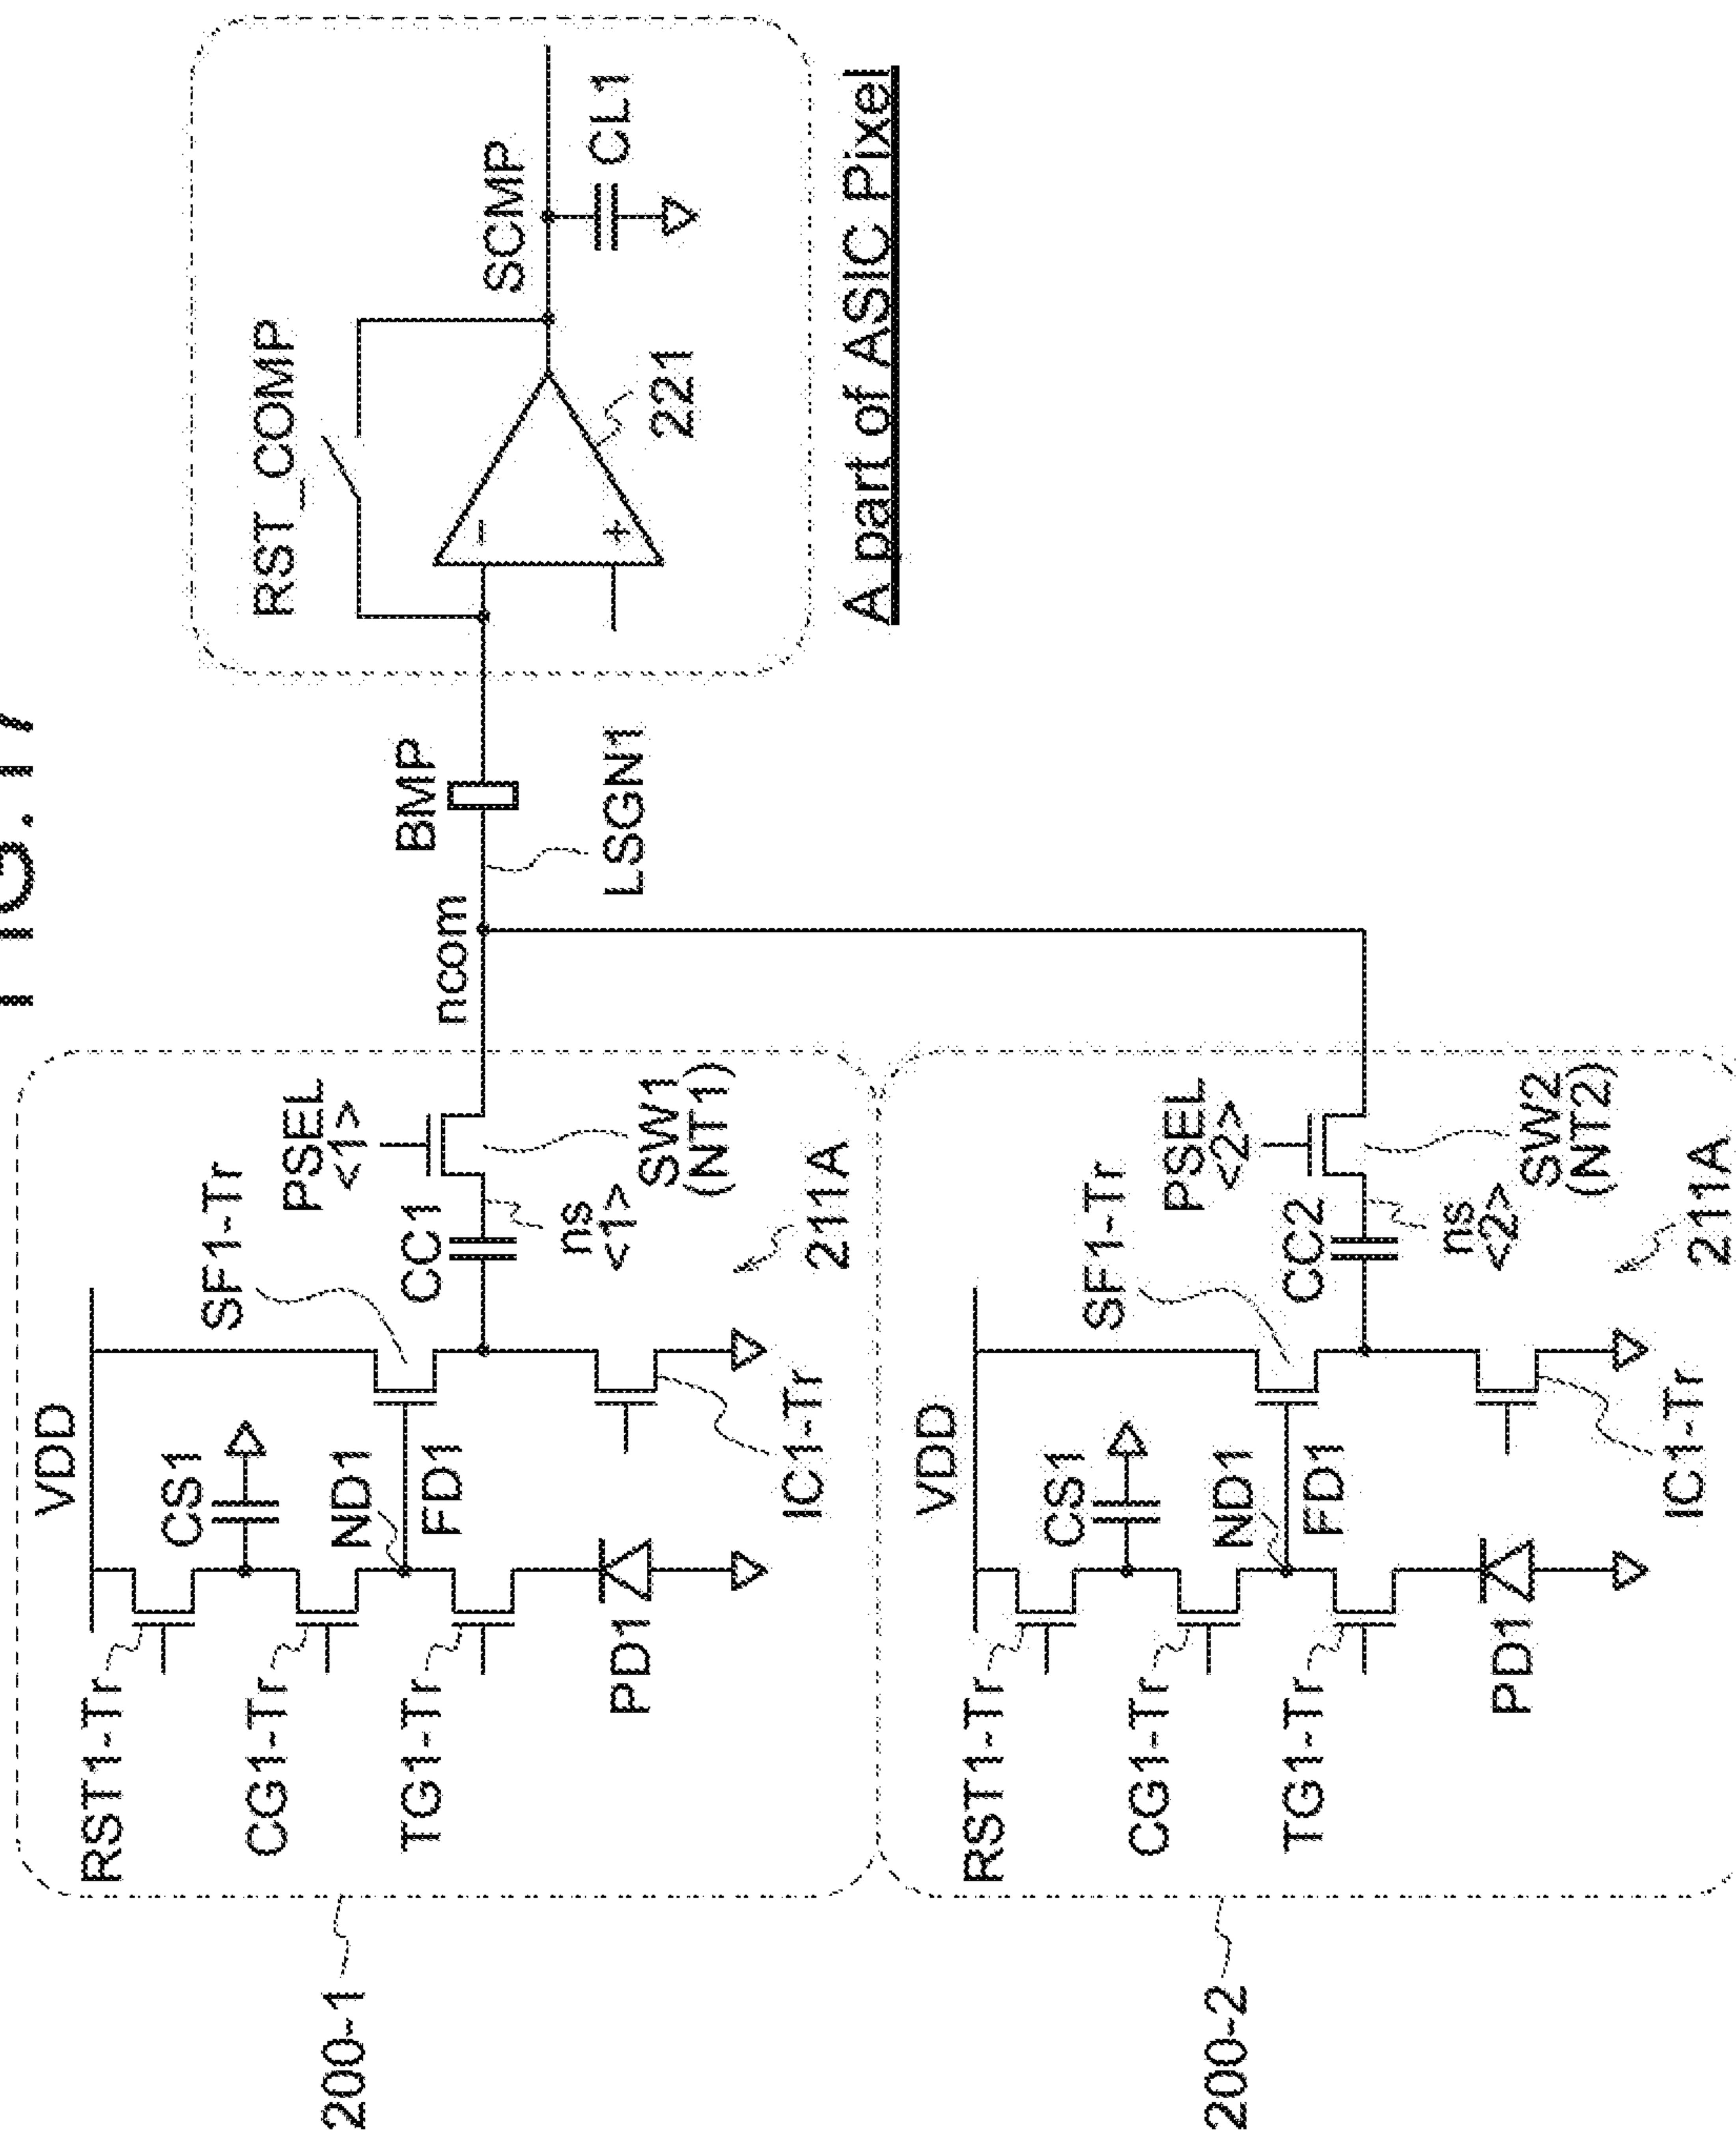 FIG. 17
200-1
RST1-Tr
VDD
CS1
CG1-Tr
ND1
FD1
TG1-Tr
PD1
IC1-Tr
SF1-Tr
CC1
PSEL
<1>
ns
<1>
SW1
(NT1)
211A
ncom
LSGN1
BMP
RST_COMP
-
+
221
SCMP
CL1
A part of ASIC Pixel
200-2
RST1-Tr
VDD
CS1
CG1-Tr
ND1
FD1
TG1-Tr
PD1
IC1-Tr
SF1-Tr
CC2
PSEL
<2>
ns
<2>
SW2
(NT2)
211A